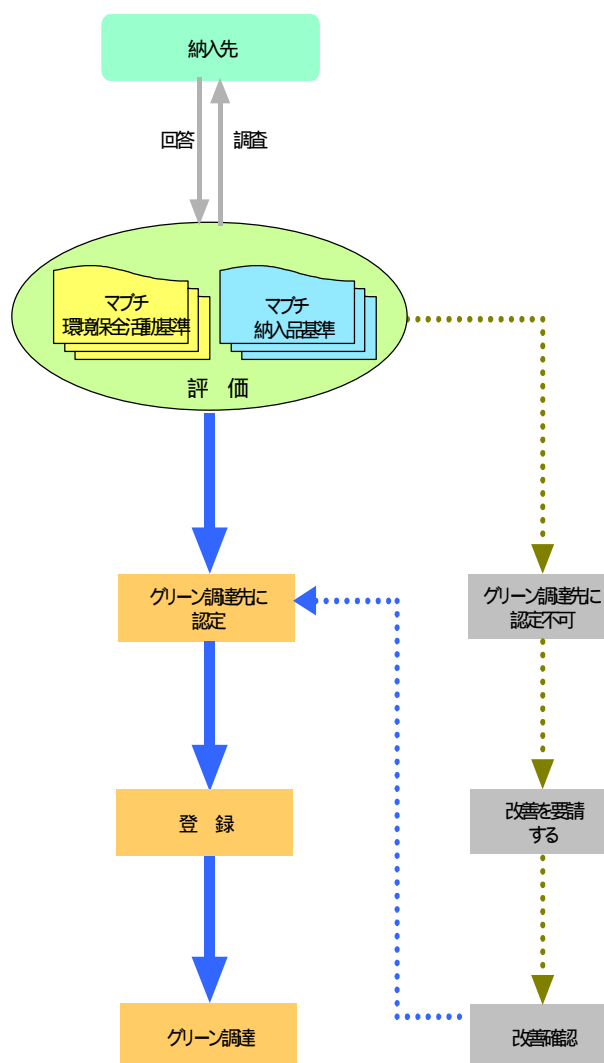 納入先
回答
調査
マブチ
環境保全活動基準
マブチ
納入品基準
評 価
グリーン調達先に
認定
グリーン調達先に
認定不可
登 録
改善を要請
する
グリーン調達
改善確認